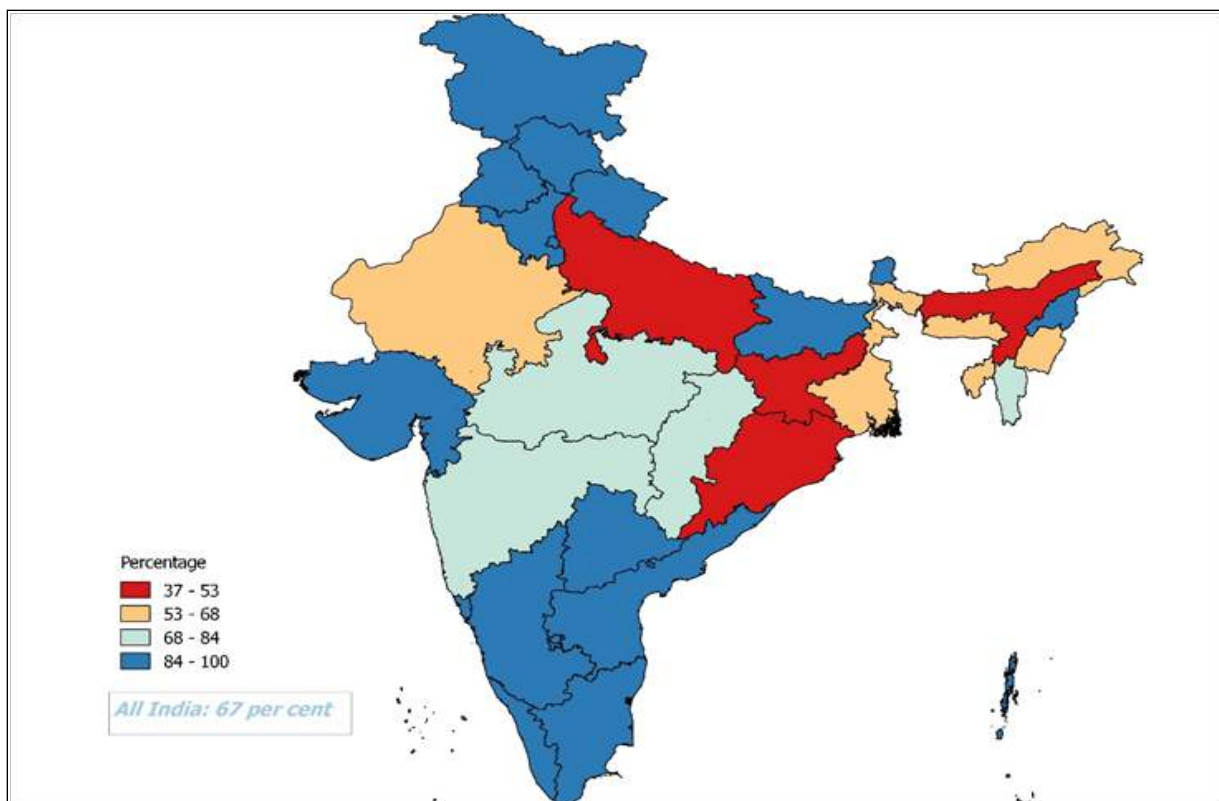 Percentage
37 - 53
53 - 68
68 - 84
84 - 100
All India: 67 per cent